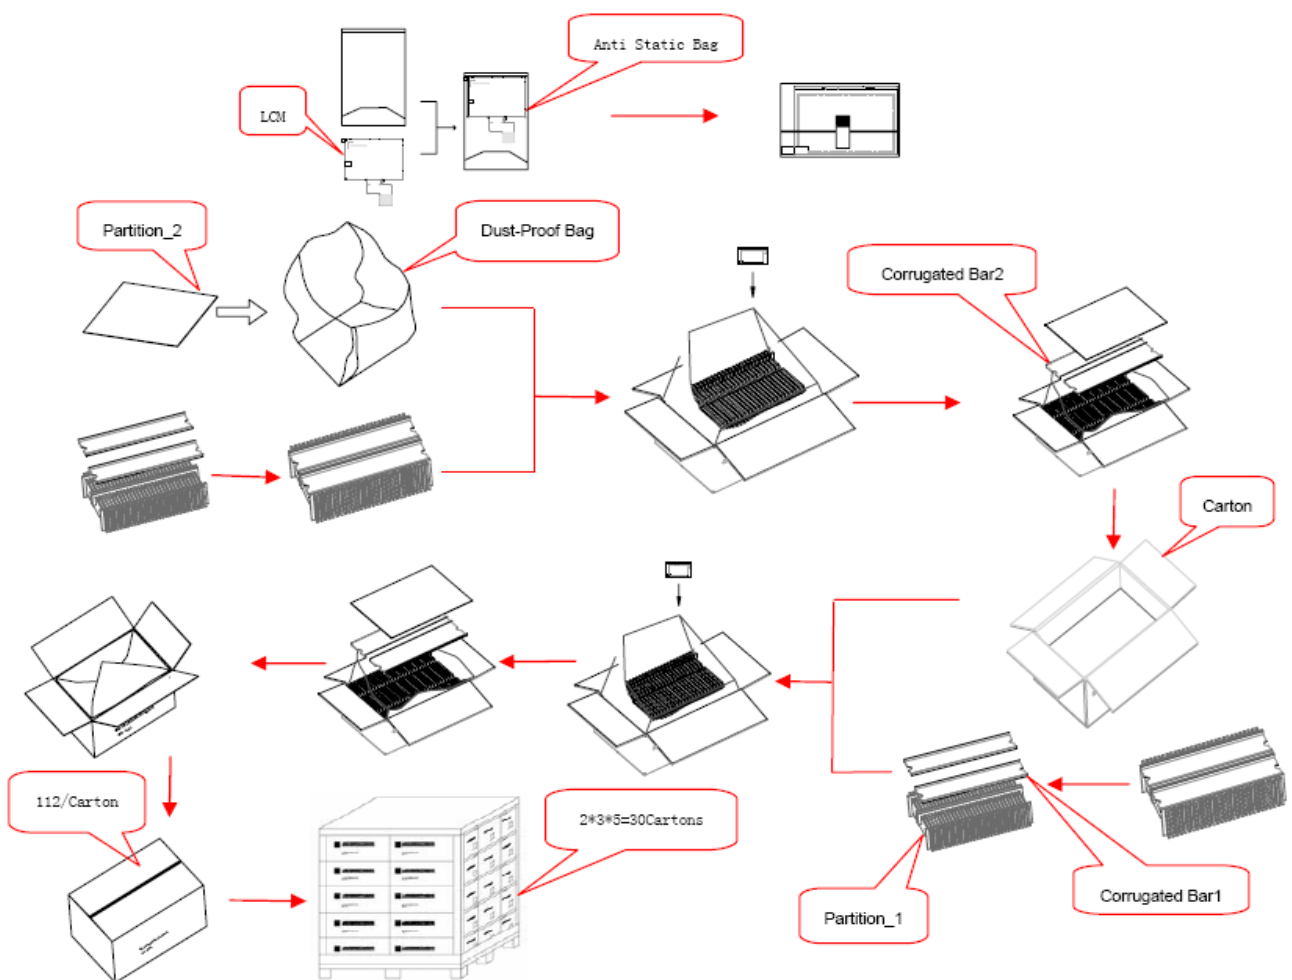 Anti Static Bag
LCM
Partition_2
Dust-Proof Bag
Corrugated Bar2
Carton
112/Carton
2*3*5=30Cartons
Partition_1
Corrugated Bar1